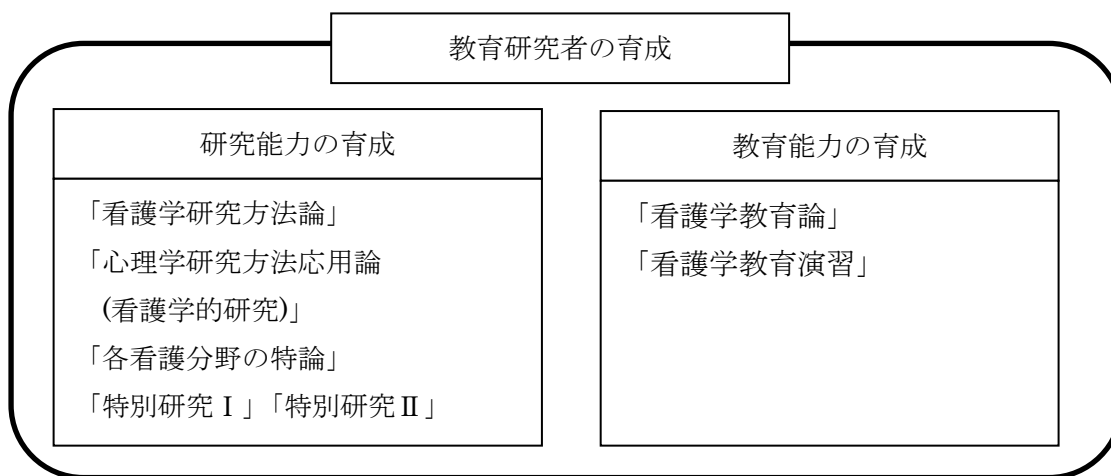 教育研究者の育成
研究能力の育成
「看護学研究方法論」
「心理学研究方法応用論
(看護学的研究)」
「各看護分野の特論」
「特別研究Ⅰ」「特別研究Ⅱ」
教育能力の育成
「看護学教育論」
「看護学教育演習」